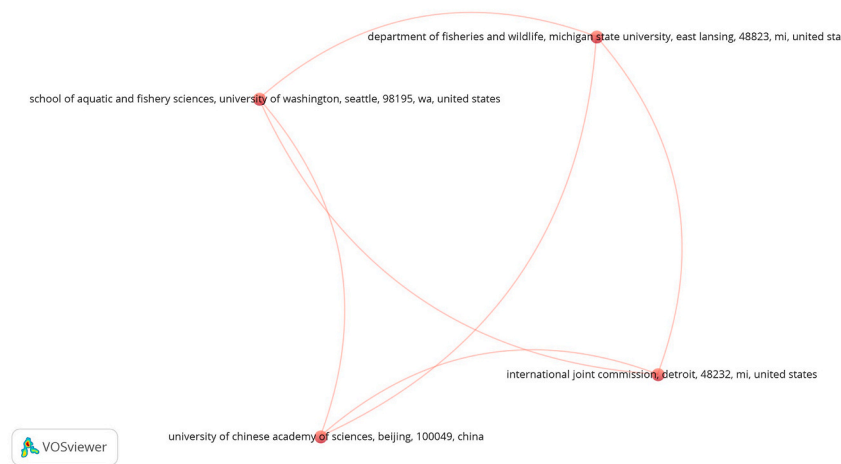 department of fisheries and wildlife, michigan state university, east lansing, 48823, mi, united sta
school of aquatic and fishery sciences, university of washington, seattle, 98195, wa, united states
international joint commission, detroit, 48232, mi, united states
university of chinese academy of sciences, beijing, 100049, china
VOSviewer